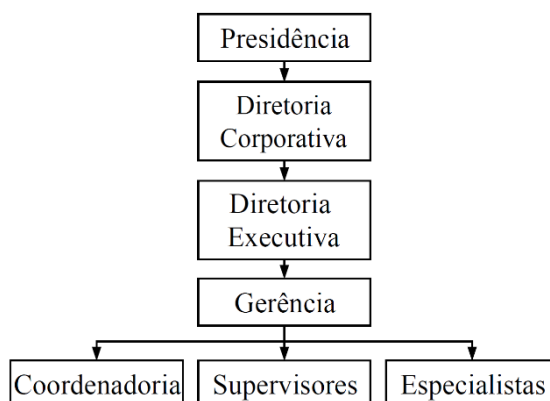 Presidência
Diretoria
Corporativa
Diretoria
Executiva
Gerência
Coordenadoria
Supervisores
Especialistas